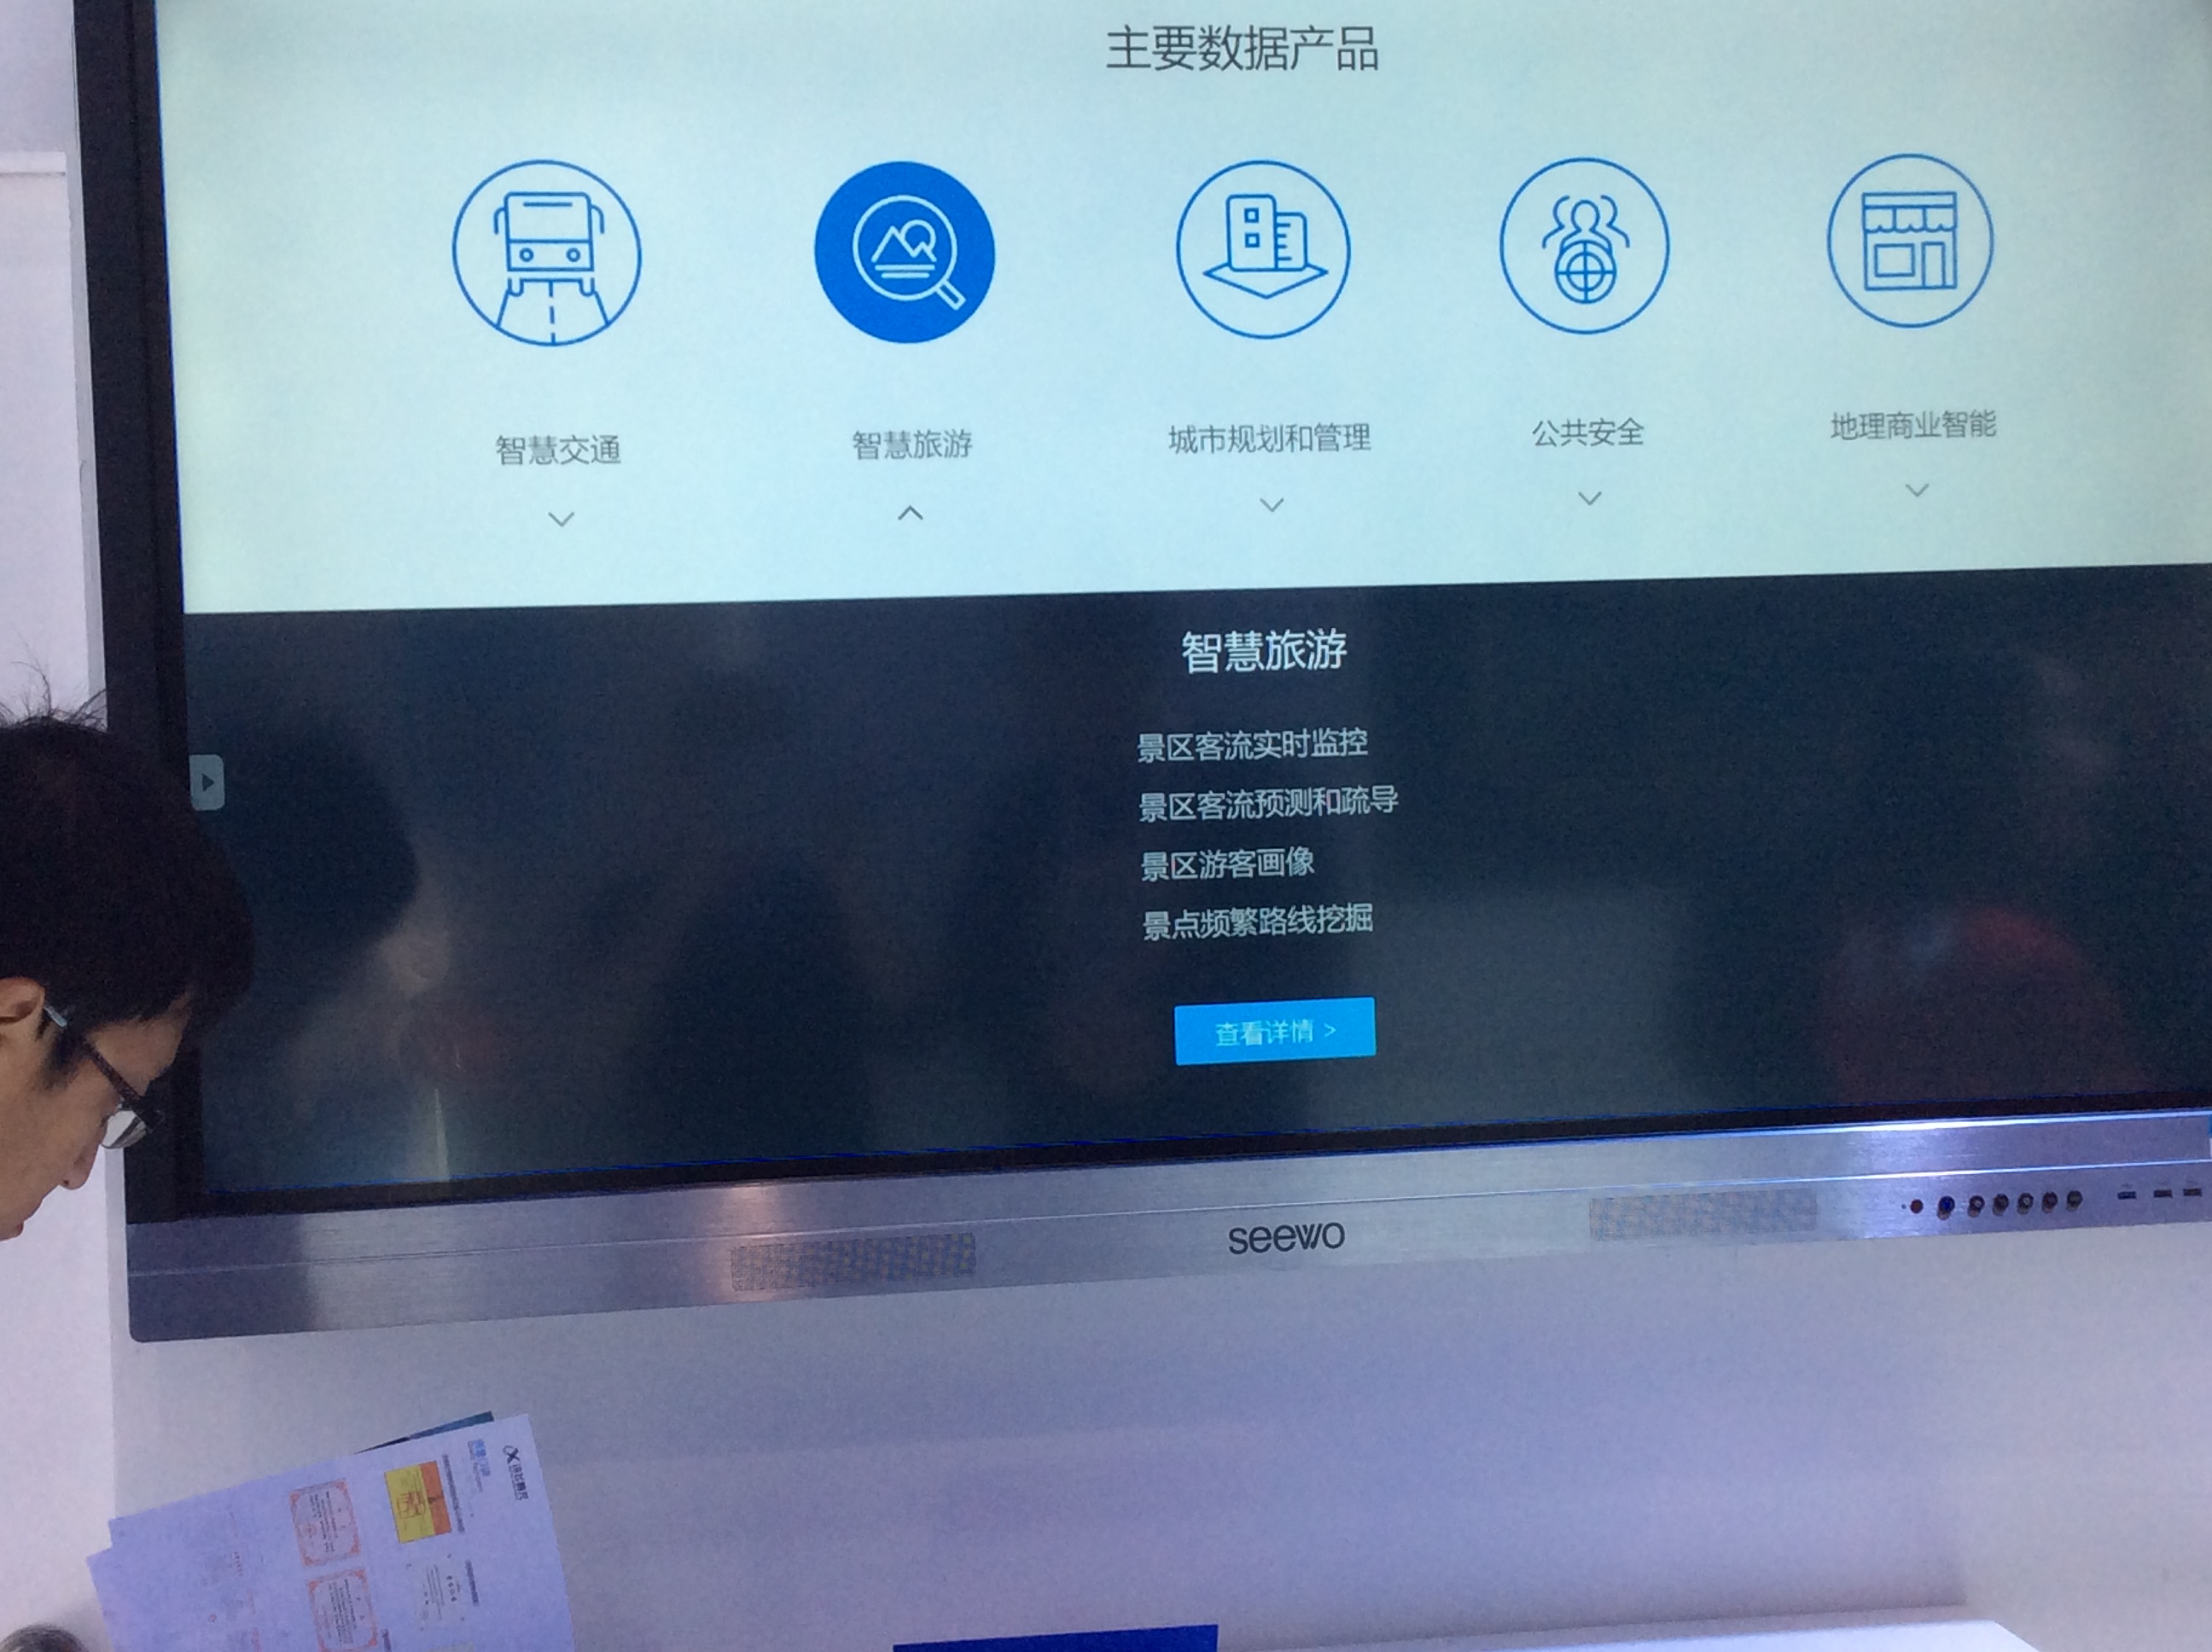 主要数据产品
智慧交通
智慧旅游
城市规划和管理
公共安全
地理商业智能
智慧旅游
景区客流实时监控
景区客流预测和疏导
景区游客画像
景点频繁路线挖掘
查看详情 >
seewo